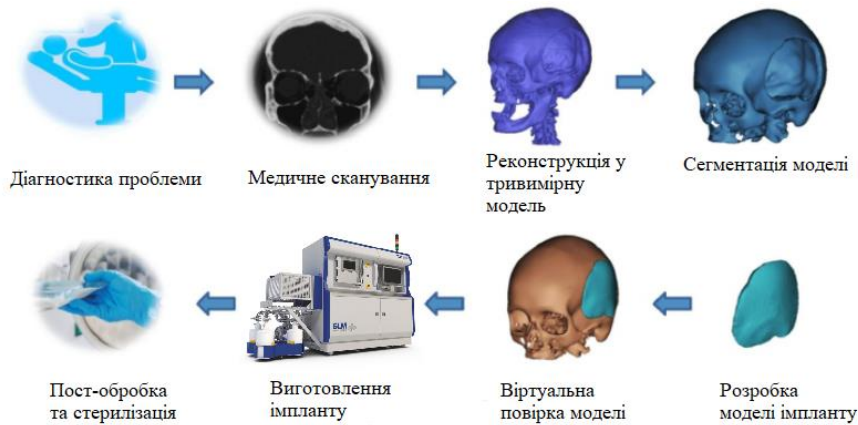 Діагностика проблеми
Медичне сканування
Реконструкція у
тривимірну
модель
Сегментація моделі
SLM
Пост-обробка
та стерилізація
Виготовлення
імпланту
Віртуальна
повірка моделі
Розробка
моделі імпланту